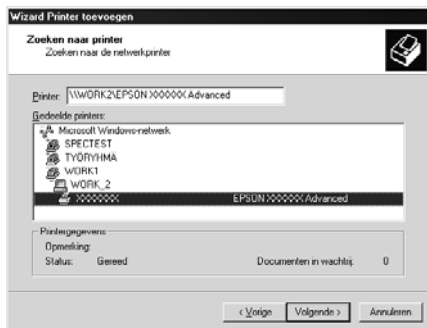 Wizard Printer toevoegen
Zoeken naar printer
Zoeken naar de netwerkprinter
Printer: \\WORK2\EPSON XXXXXX Advanced
Gedeelde printers:
Microsoft Windows-netwerk
SPECTEST
TYÖRYHMÄ
WORK1
WORK_2
XXXXXX EPSON XXXXXX Advanced
Printergegevens
Opmerking:
Status: Gereed Documenten in wachtrij: 0
< Vorige Volgende > Annuleren